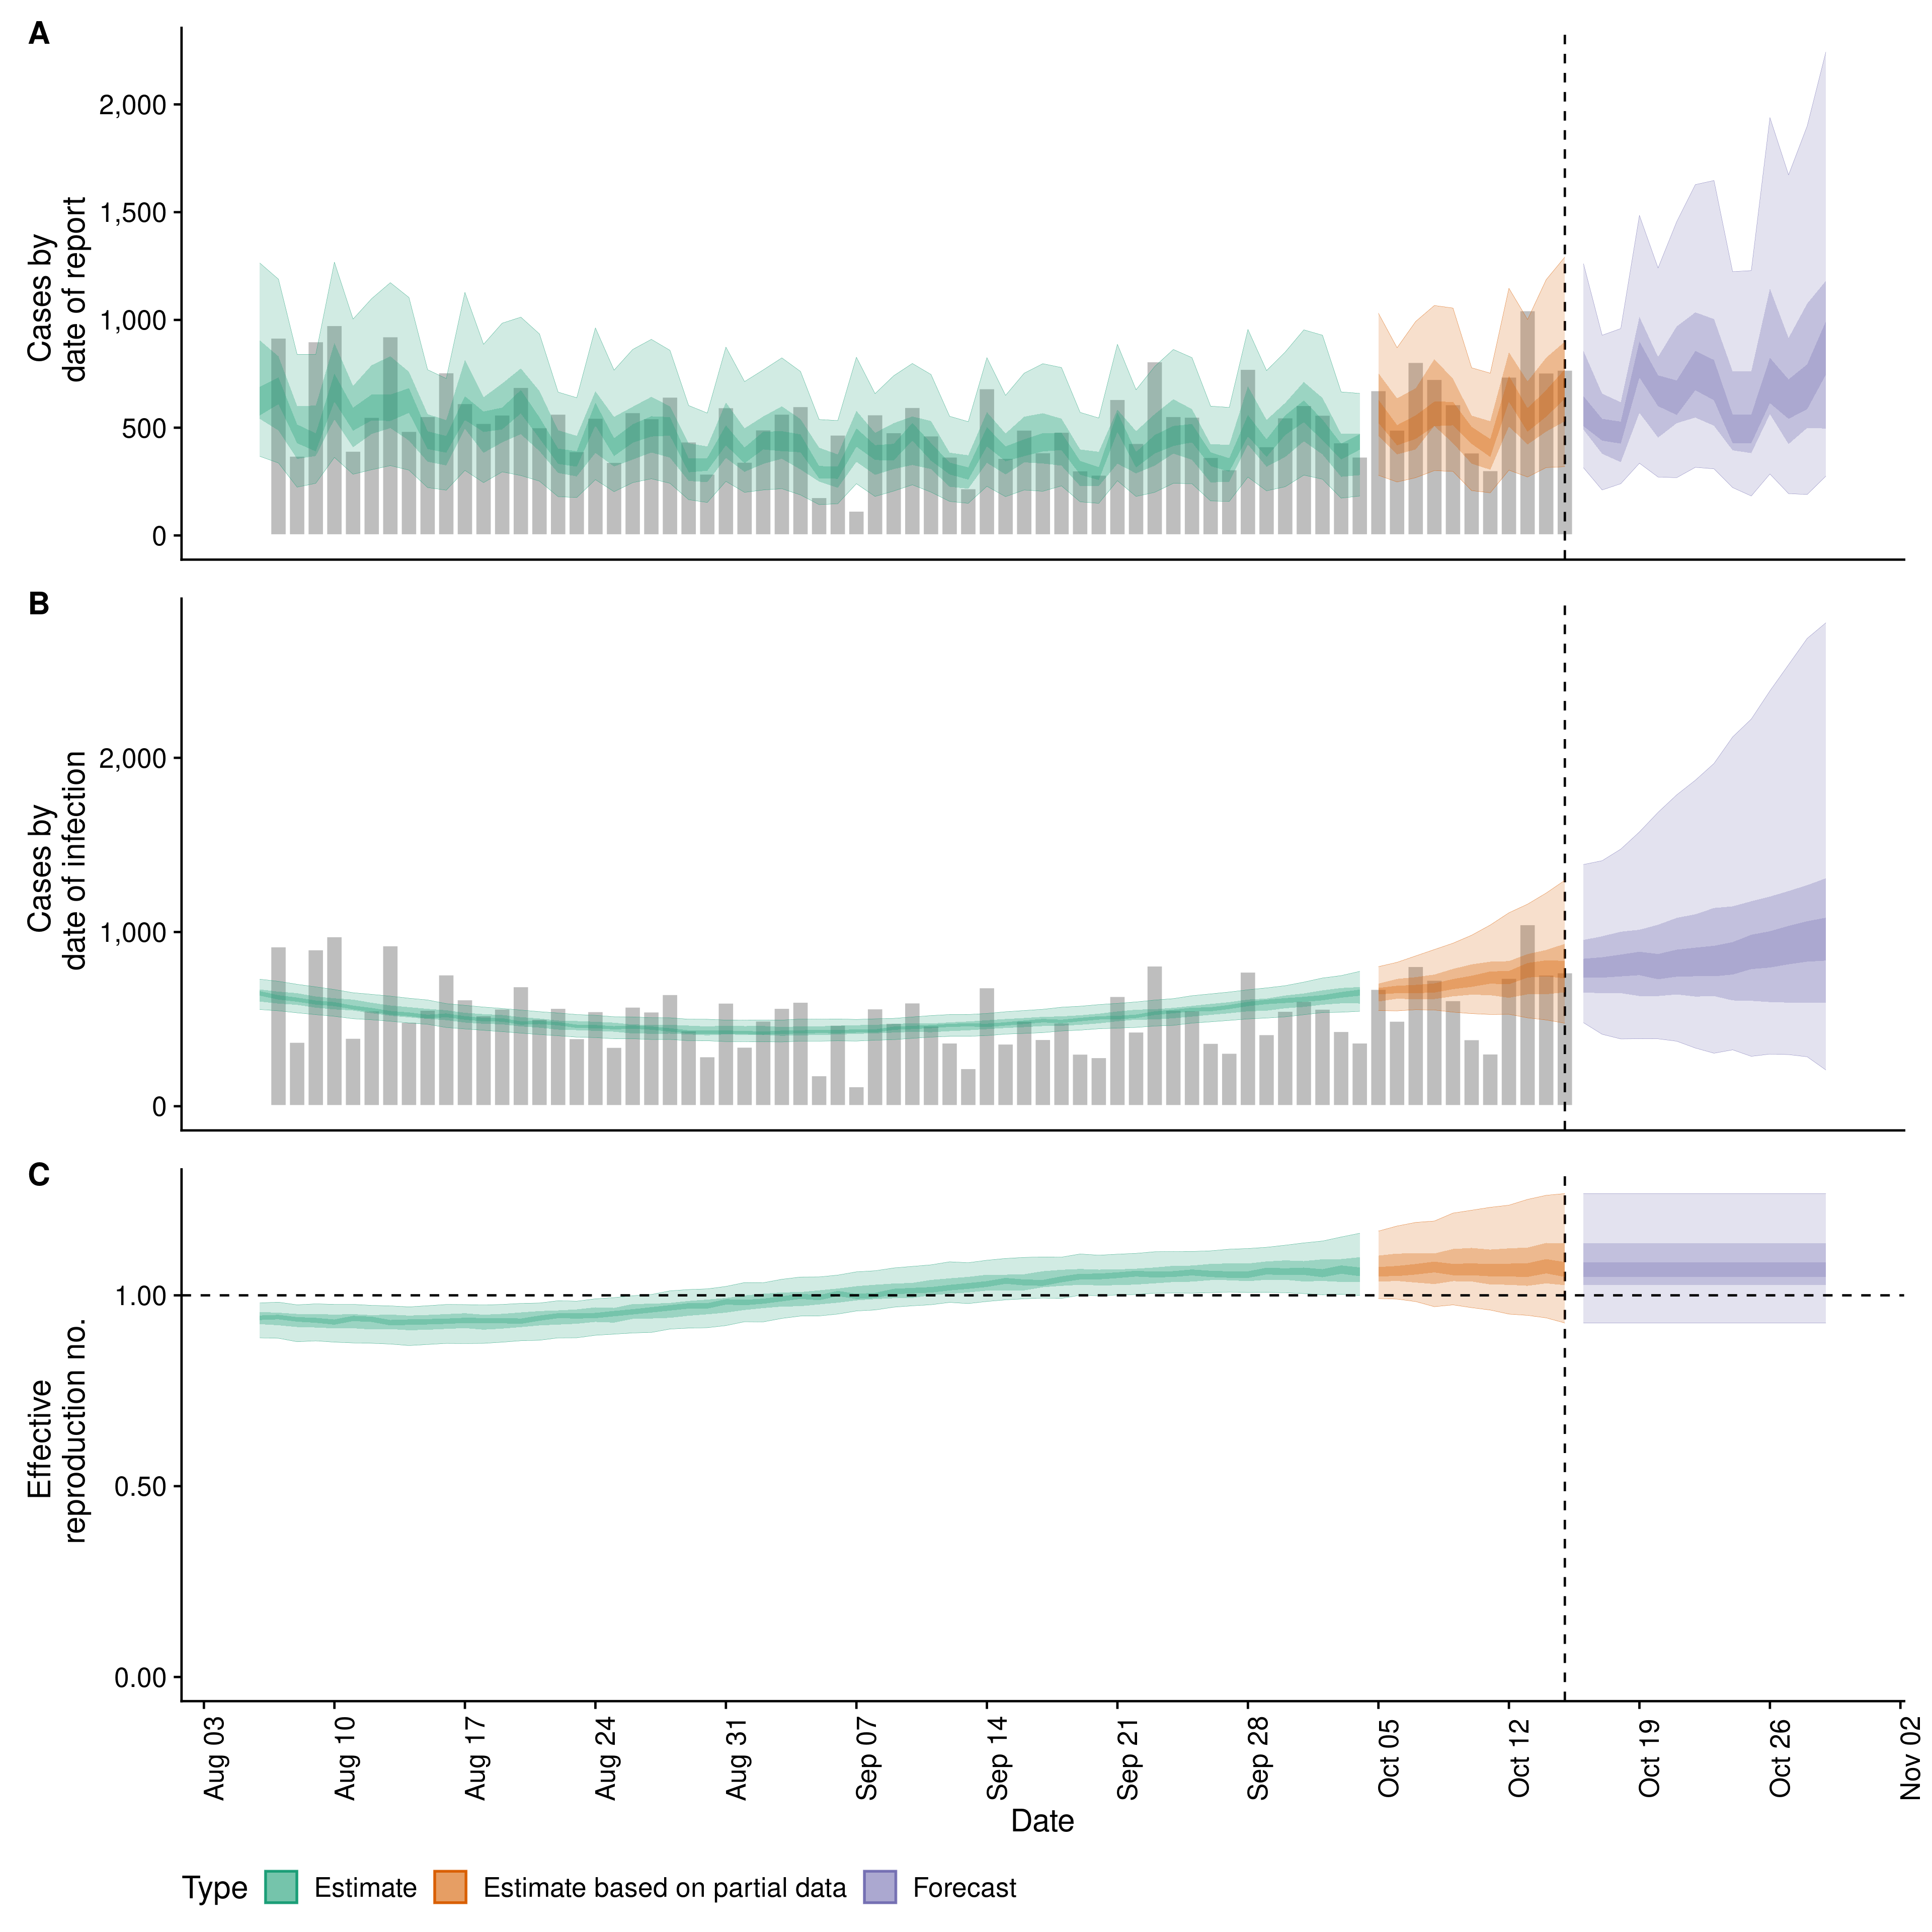 A
Cases by
date of report
2,000
1,500
1,000
500
0
B
Cases by
date of infection
2,000
1,000
0
C
Effective
reproduction no.
1.00
0.50
0.00
Aug 03
Aug 10
Aug 17
Aug 24
Aug 31
Sep 07
Sep 14
Sep 21
Sep 28
Oct 05
Oct 12
Oct 19
Oct 26
Nov 02
Date
Type Estimate Estimate based on partial data Forecast